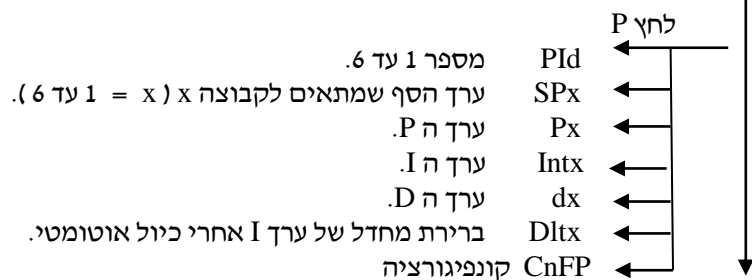 לחץ P
PId מספר 1 עד 6.
SPx ערך הסף שמתאים לקבוצה x ( x = 1 עד 6 ).
Px ערך ה P.
Intx ערך ה I.
dx ערך ה D.
Dltx ברירת מחדל של ערך I אחרי כיול אוטומטי.
CnFP קונפיגורציה